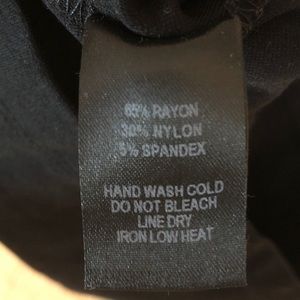 65% RAYON
30% NYLON
5% SPANDEX
HAND WASH COLD
DO NOT BLEACH
LINE DRY
IRON LOW HEAT